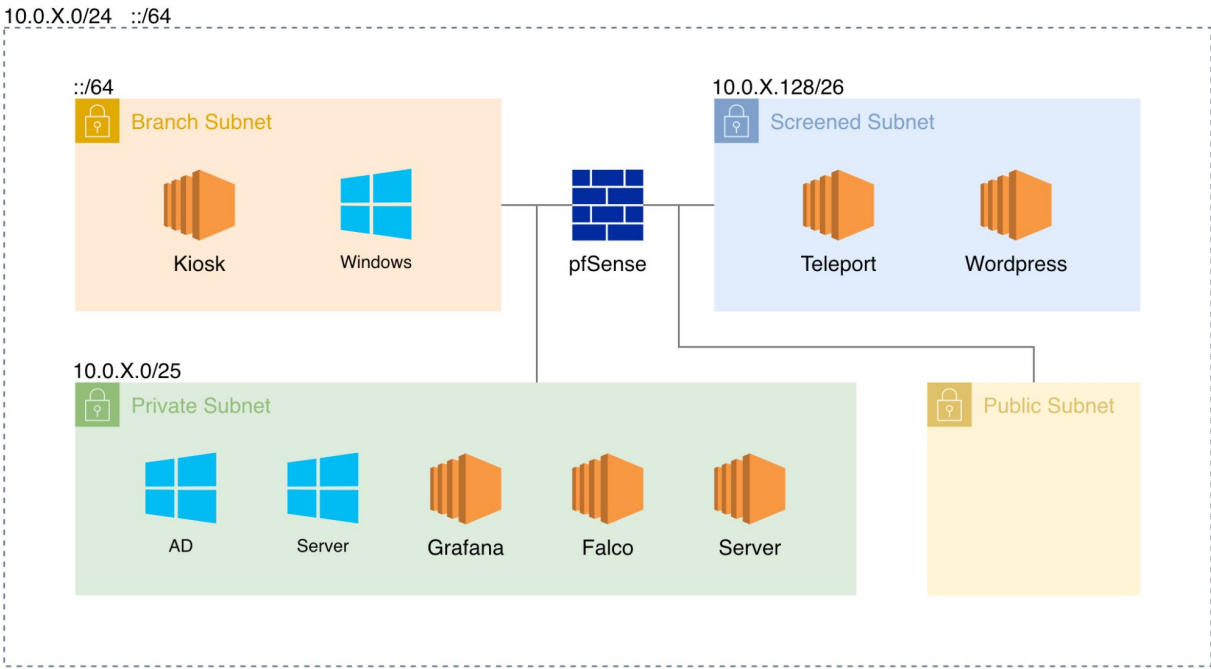 10.0.X.0/24 ::/64
::/64
Branch Subnet
Kiosk
Windows
pfSense
10.0.X.128/26
Screened Subnet
Teleport
Wordpress
10.0.X.0/25
Private Subnet
AD
Server
Grafana
Falco
Server
Public Subnet